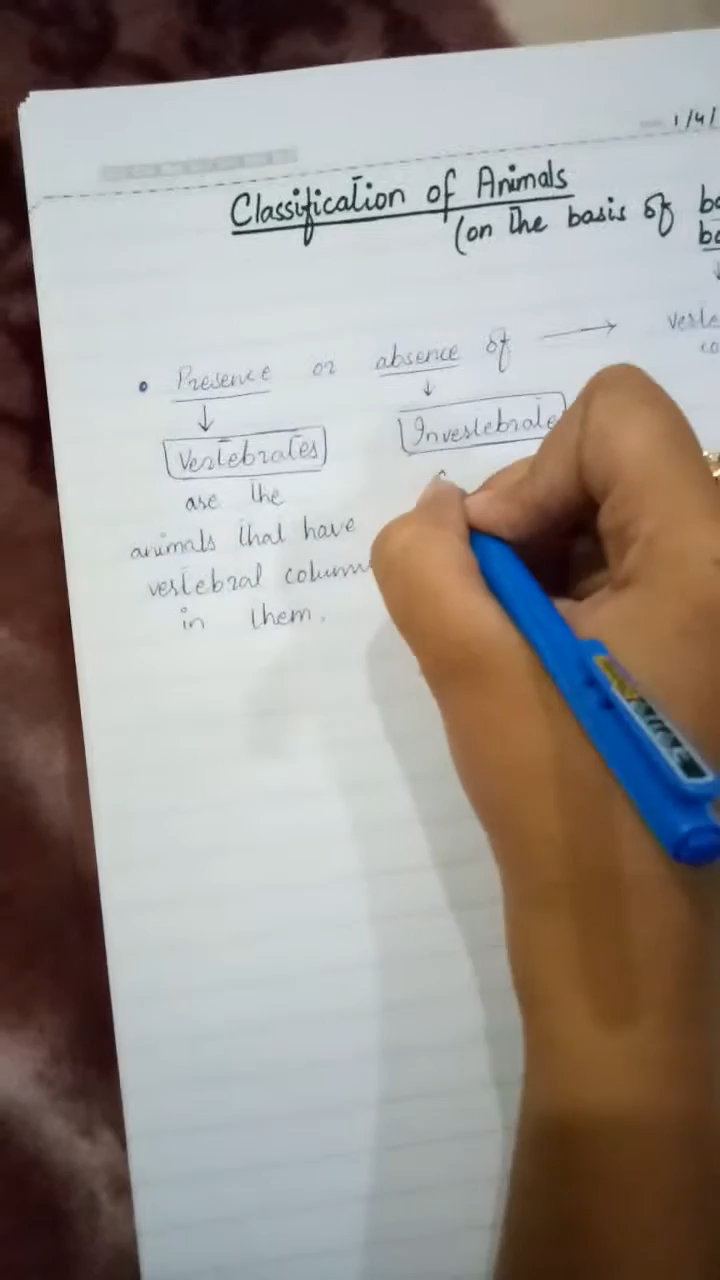 1/4/
Classification of Animals
(on the basis of
• Presence or absence of →
↓ ↓
Vertebrates Invertebrate
are the
animals that have
vertebral column
in them.